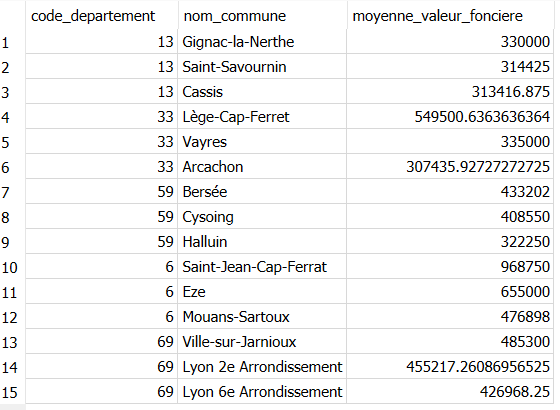 code_departement nom_commune moyenne_valeur_fonciere
1 13 Gignac-la-Nerthe 330000
2 13 Saint-Savournin 314425
3 13 Cassis 313416.875
4 33 Lège-Cap-Ferret 549500.6363636364
5 33 Vayres 335000
6 33 Arcachon 307435.92727272725
7 59 Bersée 433202
8 59 Cysoing 408550
9 59 Halluin 322250
10 6 Saint-Jean-Cap-Ferrat 968750
11 6 Eze 655000
12 6 Mouans-Sartoux 476898
13 69 Ville-sur-Jarnioux 485300
14 69 Lyon 2e Arrondissement 455217.26086956525
15 69 Lyon 6e Arrondissement 426968.25